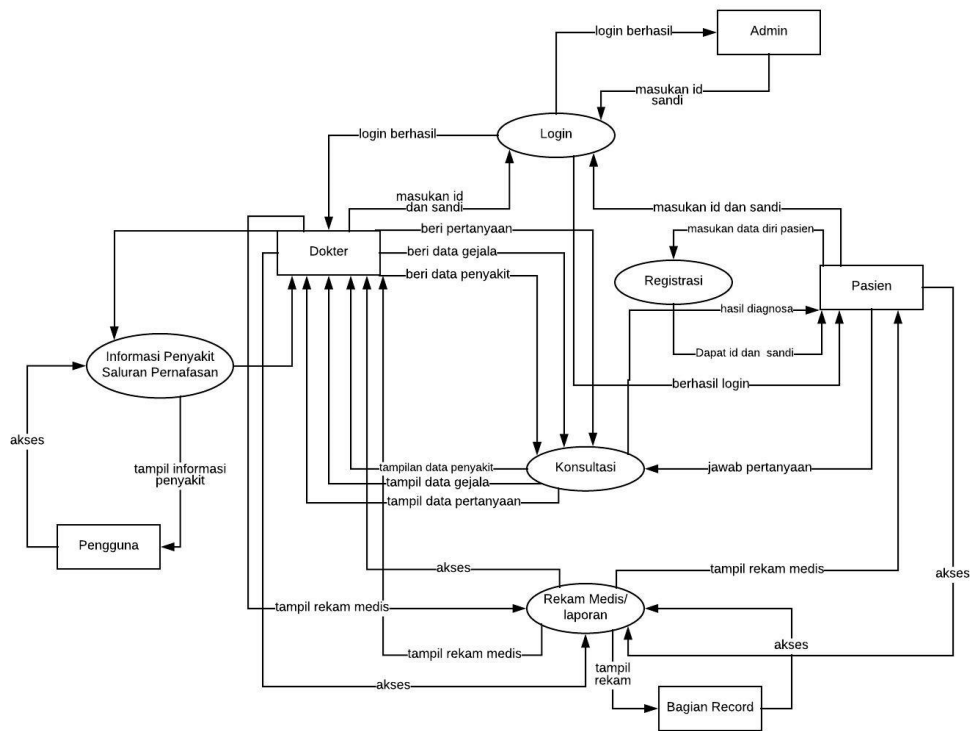 login berhasil
Admin
masukan id
sandi
login berhasil
Login
masukan id
dan sandi
masukan id dan sandi
beri pertanyaan
masukan data diri pasien
Dokter
beri data gejala
beri data penyakit
Registrasi
Pasien
hasil diagnosa
Informasi Penyakit
Saluran Pernafasan
Dapat id dan sandi
berhasil login
akses
tampil informasi
penyakit
tampilan data penyakit
Konsultasi
jawab pertanyaan
tampil data gejala
tampil data pertanyaan
Pengguna
akses
tampil rekam medis
akses
tampil rekam medis
Rekam Medis/
laporan
akses
tampil rekam medis
tampil
rekam
akses
Bagian Record